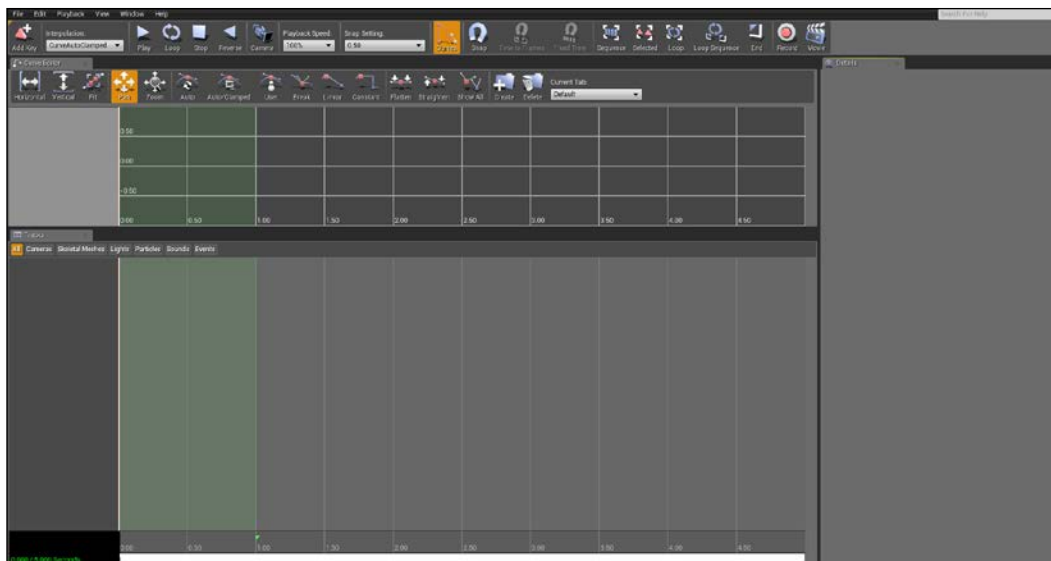 File Edit Playback View Window Help
Search For Help
Interpolation: Playback Speed: Snap Setting:
Add Key CurveAutoClamped Play Loop Stop Reverse Camera 100% 0.50 Snap Sequence Selected Loop Loop Sequence End Record Movie
Curve Editor Details
Current Tab:
Horizontal Vertical Fit Pan Zoom Auto AutoClamped User Break Linear Constant Flatten Straighten Show All Create Delete Default
0.50
0.00
-0.50
0.00 0.50 1.00 1.50 2.00 2.50 3.00 3.50 4.00 4.50
All Cameras Skeletal Meshes Lights Particles Sounds Events
0.00 0.50 1.00 1.50 2.00 2.50 3.00 3.50 4.00 4.50